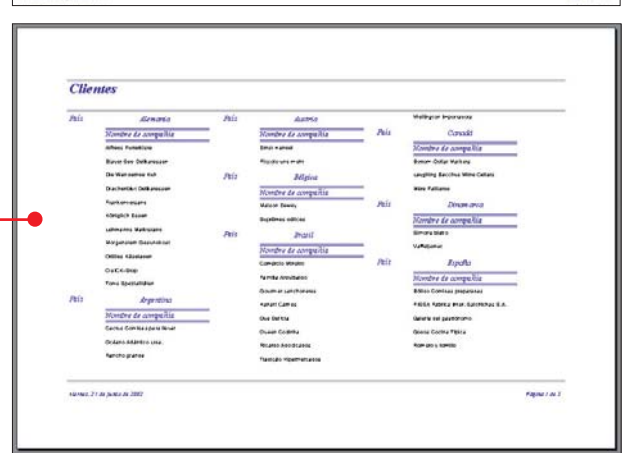 Clientes
País Alemania
Nombre de compañía
Alfreds Futterkiste
Blauer See Delikatessen
Die Wandernde Kuh
Drachenblut Delikatessen
Frankenversand
Königlich Essen
Lehmanns Marktstand
Morgenstern Gesundkost
Ottilies Käseladen
QUICK-Stop
Toms Spezialitäten
País Argentina
Nombre de compañía
Cactus Comidas para llevar
Océano Atlántico Ltda.
Rancho grande
País Austria
Nombre de compañía
Ernst Handel
Piccolo und mehr
País Bélgica
Nombre de compañía
Maison Dewey
Suprêmes délices
País Brasil
Nombre de compañía
Comércio Mineiro
Familia Arquibaldo
Gourmet Lanchonetes
Hanari Carnes
Que Delícia
Queen Cozinha
Ricardo Adocicados
Tradiçao Hipermercados
Wellington Importadora
País Canadá
Nombre de compañía
Bottom-Dollar Markets
Laughing Bacchus Wine Cellars
Mère Paillarde
País Dinamarca
Nombre de compañía
Simons bistro
Vaffeljernet
País España
Nombre de compañía
Bólido Comidas preparadas
FISSA Fabrica Inter. Salchichas S.A.
Galería del gastrónomo
Godos Cocina Típica
Romero y tomillo
viernes, 21 de junio de 2002 Página 1 de 3